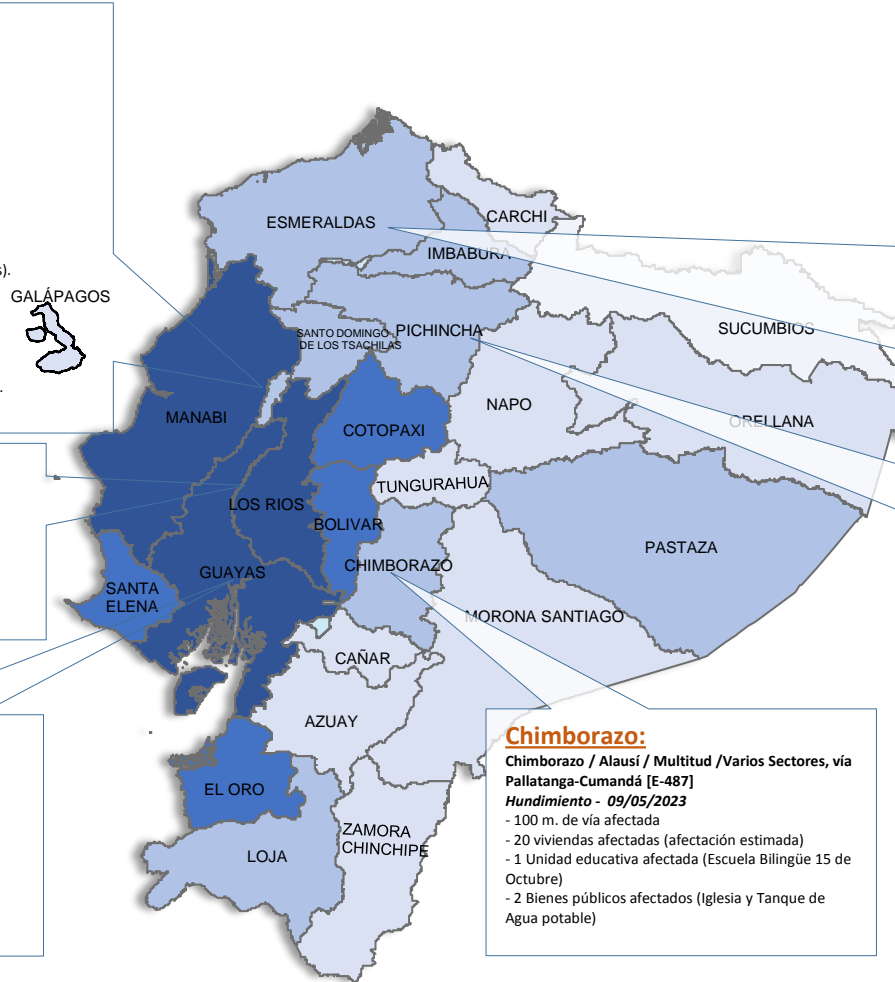 ESMERALDAS
CARCHI
IMBABURA
s).
GALÁPAGOS
SANTO DOMINGO
DE LOS TSACHILAS
PICHINCHA
SUCUMBIOS
.
MANABI
COTOPAXI
NAPO
ORELLANA
TUNGURAHUA
LOS RIOS
BOLIVAR
PASTAZA
CHIMBORAZO
GUAYAS
SANTA
ELENA
MORONA SANTIAGO
CAÑAR
AZUAY
EL ORO
ZAMORA
CHINCHIPE
LOJA
Chimborazo:
Chimborazo / Alausí / Multitud /Varios Sectores, vía
Pallatanga-Cumandá [E-487]
Hundimiento - 09/05/2023
- 100 m. de vía afectada
- 20 viviendas afectadas (afectación estimada)
- 1 Unidad educativa afectada (Escuela Bilingüe 15 de
Octubre)
- 2 Bienes públicos afectados (Iglesia y Tanque de
Agua potable)